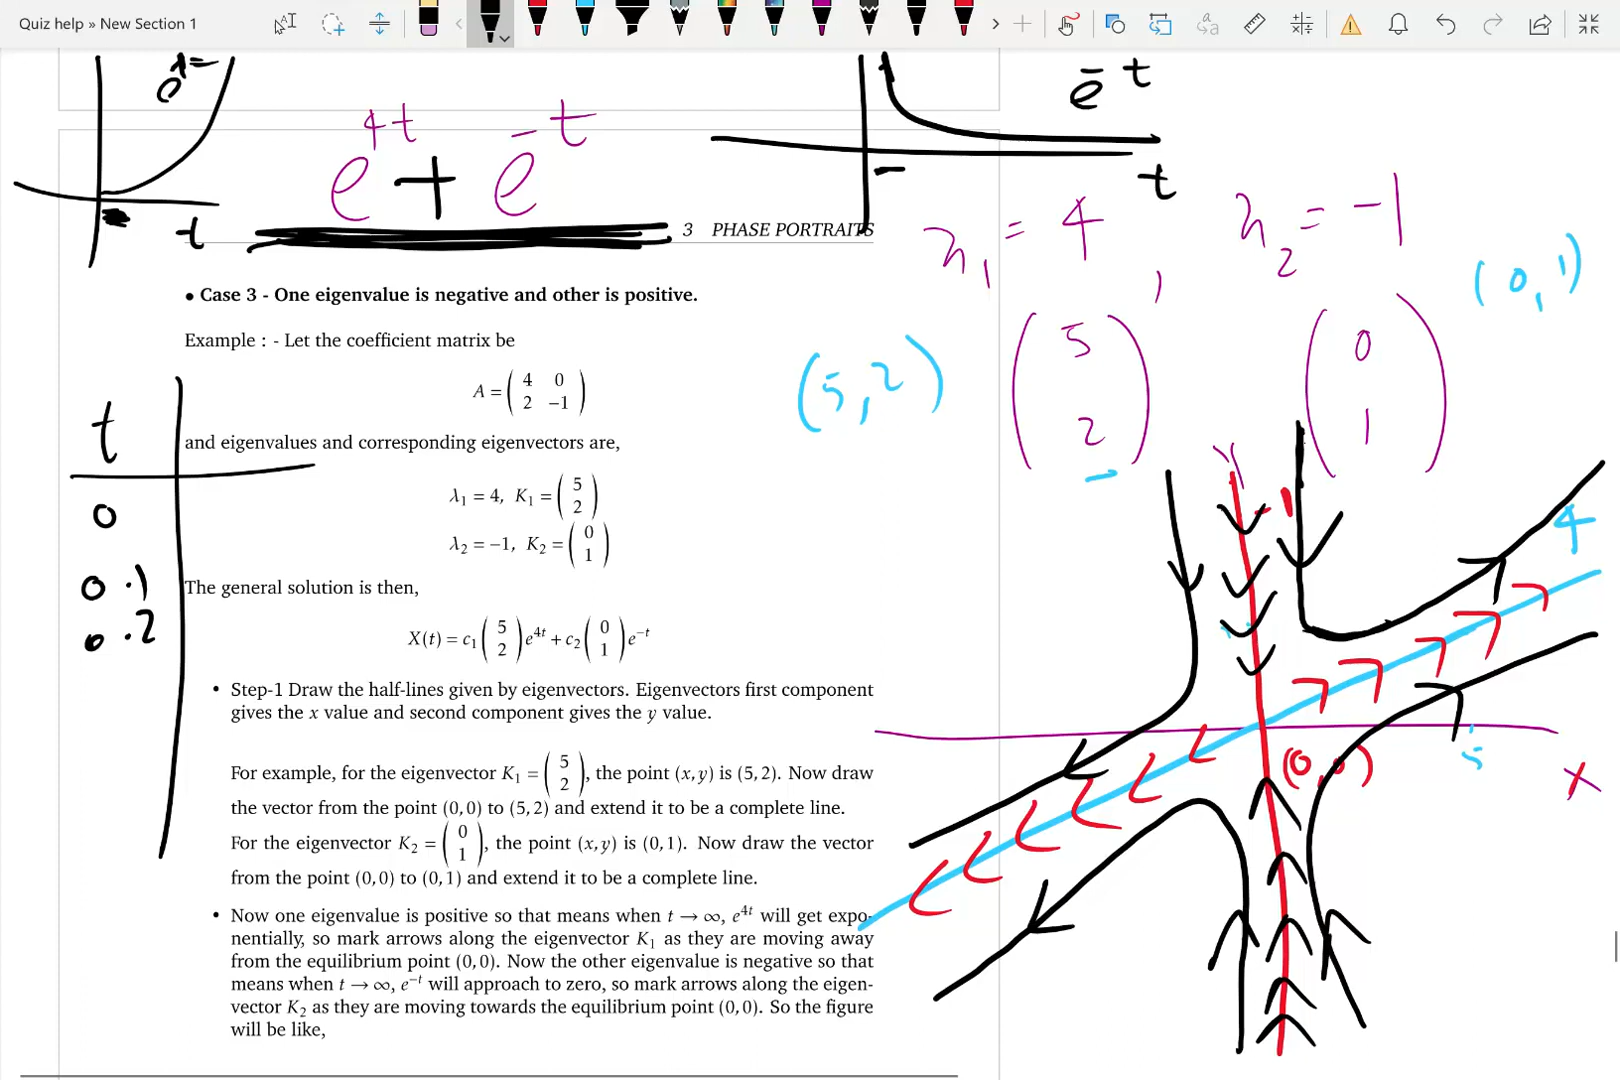 Quiz help » New Section 1
e^4t + e^-t
e^-t
t
t
3 PHASE PORTRAITS
λ1 = 4, λ2 = -1
(0,1)
• Case 3 - One eigenvalue is negative and other is positive.
Example : - Let the coefficient matrix be
A = ( 4 0
2 −1 )
(5,2)
( 5
2 )
( 0
1 )
and eigenvalues and corresponding eigenvectors are,
t
0
0.1
0.2
λ1 = 4, K1 = ( 5
2 )
λ2 = −1, K2 = ( 0
1 )
The general solution is then,
X(t) = c1 ( 5
2 ) e^4t + c2 ( 0
1 ) e^−t
y
-1
4
(0,0)
5
x
• Step-1 Draw the half-lines given by eigenvectors. Eigenvectors first component
gives the x value and second component gives the y value.
For example, for the eigenvector K1 = ( 5
2 ), the point (x, y) is (5,2). Now draw
the vector from the point (0,0) to (5,2) and extend it to be a complete line.
For the eigenvector K2 = ( 0
1 ), the point (x, y) is (0,1). Now draw the vector
from the point (0,0) to (0,1) and extend it to be a complete line.
• Now one eigenvalue is positive so that means when t → ∞, e^4t will get expo-
nentially, so mark arrows along the eigenvector K1 as they are moving away
from the equilibrium point (0,0). Now the other eigenvalue is negative so that
means when t → ∞, e^−t will approach to zero, so mark arrows along the eigen-
vector K2 as they are moving towards the equilibrium point (0,0). So the figure
will be like,